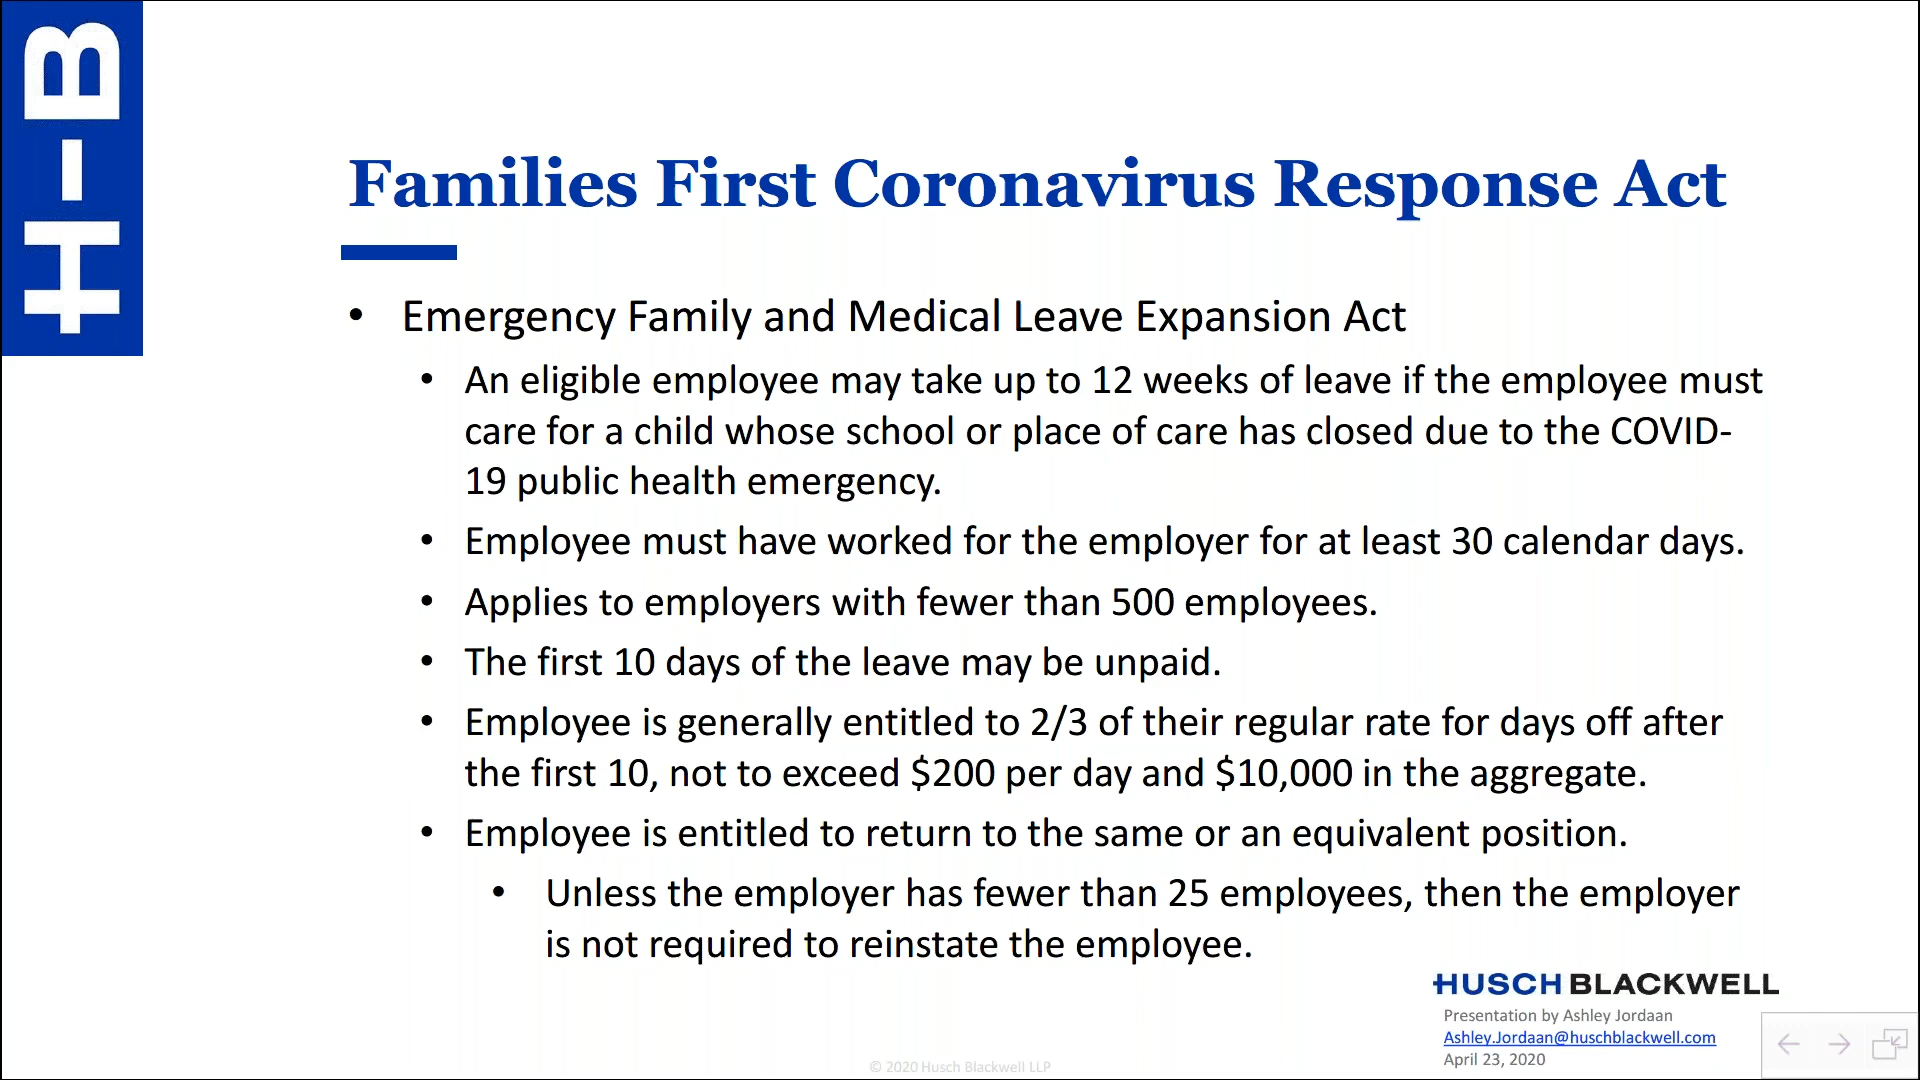 H-B
Families First Coronavirus Response Act
• Emergency Family and Medical Leave Expansion Act
• An eligible employee may take up to 12 weeks of leave if the employee must
care for a child whose school or place of care has closed due to the COVID-
19 public health emergency.
• Employee must have worked for the employer for at least 30 calendar days.
• Applies to employers with fewer than 500 employees.
• The first 10 days of the leave may be unpaid.
• Employee is generally entitled to 2/3 of their regular rate for days off after
the first 10, not to exceed $200 per day and $10,000 in the aggregate.
• Employee is entitled to return to the same or an equivalent position.
• Unless the employer has fewer than 25 employees, then the employer
is not required to reinstate the employee.
HUSCH BLACKWELL
Presentation by Ashley Jordaan
Ashley.Jordaan@huschblackwell.com
April 23, 2020
© 2020 Husch Blackwell LLP